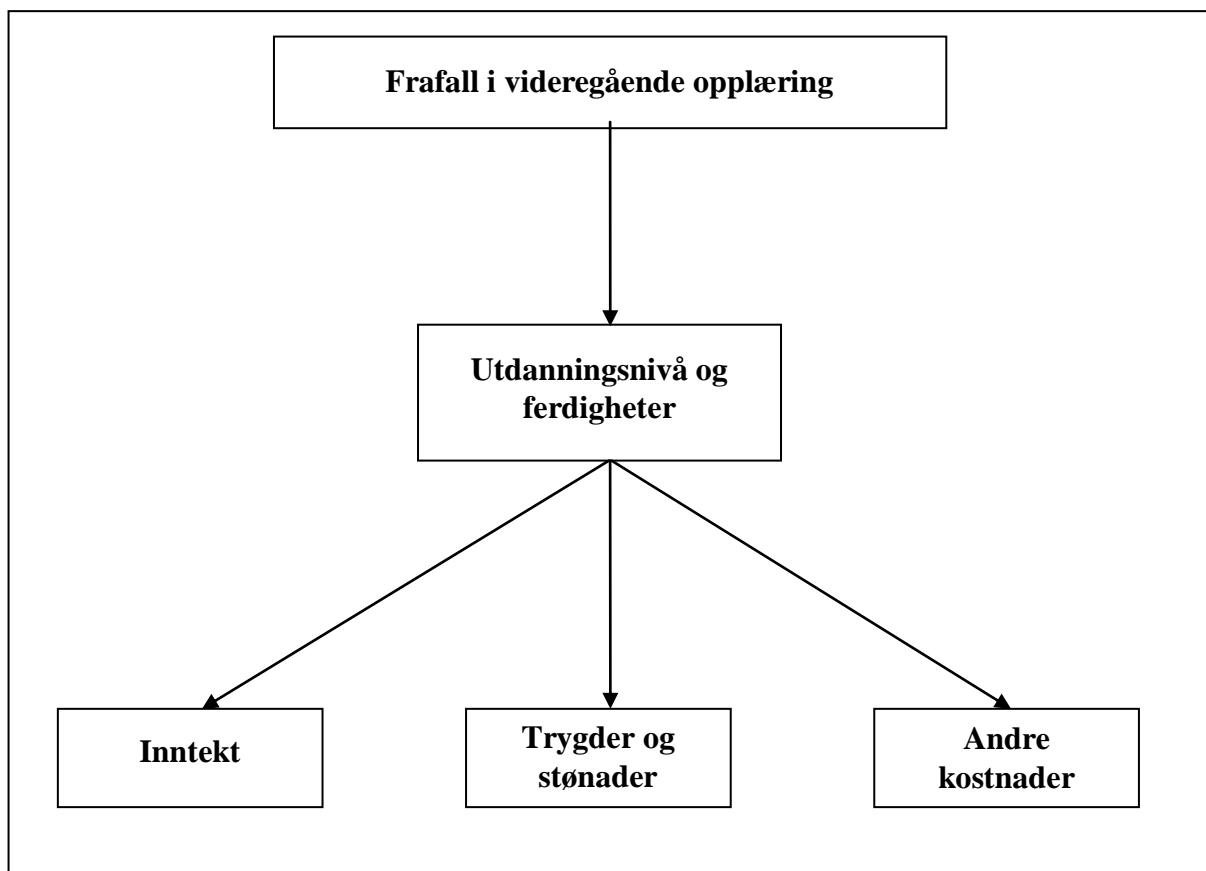 Frafall i videregående opplæring
Utdanningsnivå og
ferdigheter
Inntekt
Trygder og
stønader
Andre
kostnader